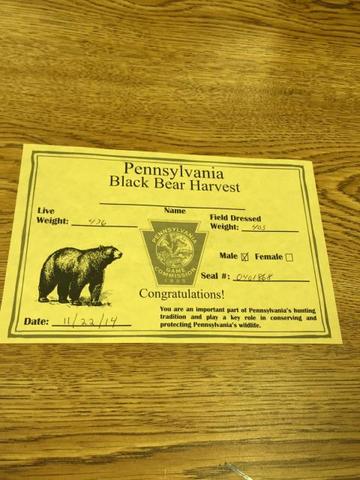 Pennsylvania
Black Bear Harvest
Name
Live
Weight: 476
Field Dressed
Weight: 405
PENNSYLVANIA
GAME
COMMISSION
1895
Male ☒ Female ☐
Seal #: 0401868
Congratulations!
Date: 11/22/14
You are an important part of Pennsylvania's hunting
tradition and play a key role in conserving and
protecting Pennsylvania's wildlife.